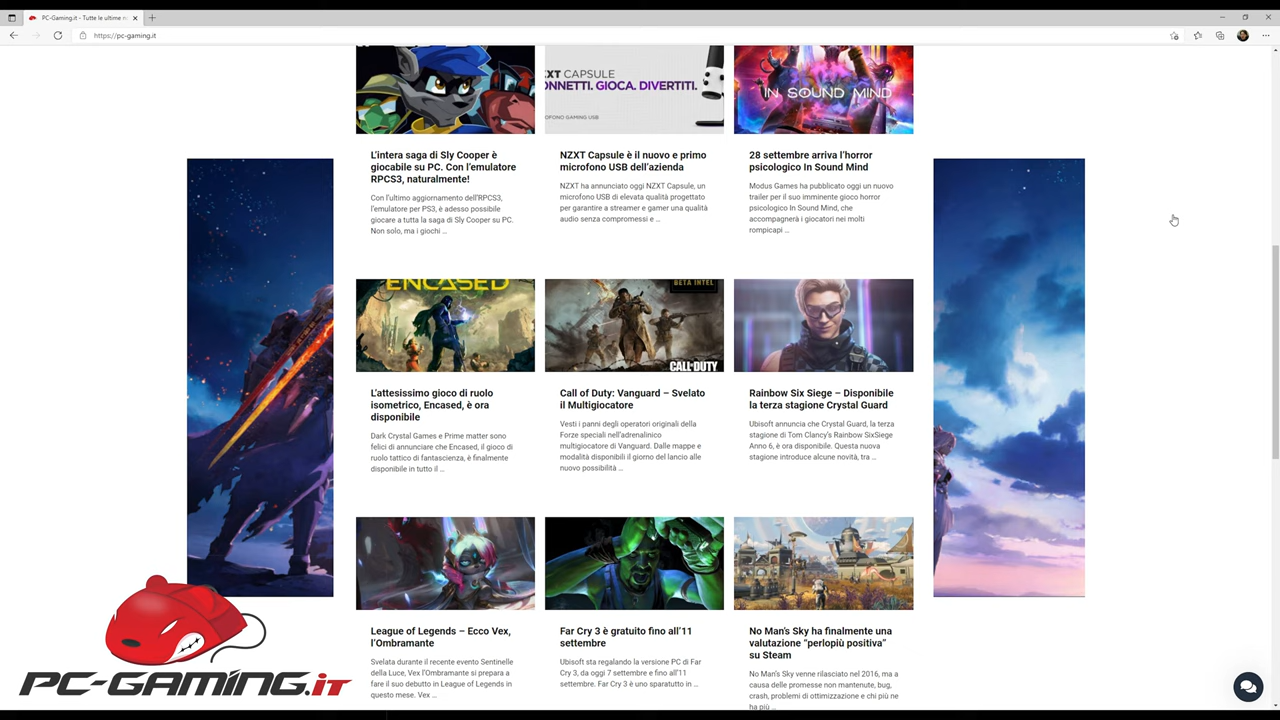 PC-Gaming.it - Tutte le ultime n
https://pc-gaming.it
XT CAPSULE
ONNETTI. GIOCA. DIVERTITI.
OFONO GAMING USB
IN SOUND MIND
L'intera saga di Sly Cooper è
giocabile su PC. Con l'emulatore
RPCS3, naturalmente!
Con l'ultimo aggiornamento dell'RPCS3,
l'emulatore per PS3, è adesso possibile
giocare a tutta la saga di Sly Cooper su PC.
Non solo, ma i giochi ...
NZXT Capsule è il nuovo e primo
microfono USB dell'azienda
NZXT ha annunciato oggi NZXT Capsule, un
microfono USB di elevata qualità progettato
per garantire a streamer e gamer una qualità
audio senza compromessi e ...
28 settembre arriva l'horror
psicologico In Sound Mind
Modus Games ha pubblicato oggi un nuovo
trailer per il suo imminente gioco horror
psicologico In Sound Mind, che
accompagnerà i giocatori nei molti
rompicapi ...
ENCASED
BETA INTEL
CALL OF DUTY
L'attesissimo gioco di ruolo
isometrico, Encased, è ora
disponibile
Dark Crystal Games e Prime matter sono
felici di annunciare che Encased, il gioco di
ruolo tattico di fantascienza, è finalmente
disponibile in tutto il ...
Call of Duty: Vanguard – Svelato
il Multigiocatore
Vesti i panni degli operatori originali della
Forze speciali nell'adrenalinico
multigiocatore di Vanguard. Dalle mappe e
modalità disponibili il giorno del lancio alle
nuovo possibilità ...
Rainbow Six Siege – Disponibile
la terza stagione Crystal Guard
Ubisoft annuncia che Crystal Guard, la terza
stagione di Tom Clancy's Rainbow SixSiege
Anno 6, è ora disponibile. Questa nuova
stagione introduce alcune novità, tra ...
League of Legends – Ecco Vex,
l'Ombramante
Svelata durante il recente evento Sentinelle
della Luce, Vex l'Ombramante si prepara a
fare il suo debutto in League of Legends in
questo mese. Vex ...
Far Cry 3 è gratuito fino all'11
settembre
Ubisoft sta regalando la versione PC di Far
Cry 3, da oggi 7 settembre e fino all'11
settembre. Far Cry 3 è uno sparatutto in ...
No Man's Sky ha finalmente una
valutazione "perlopiù positiva"
su Steam
No Man's Sky venne rilasciato nel 2016, ma a
causa delle promesse non mantenute, bug,
crash, problemi di ottimizzazione e chi più ne
ha più ...
PC-GAMING.iT